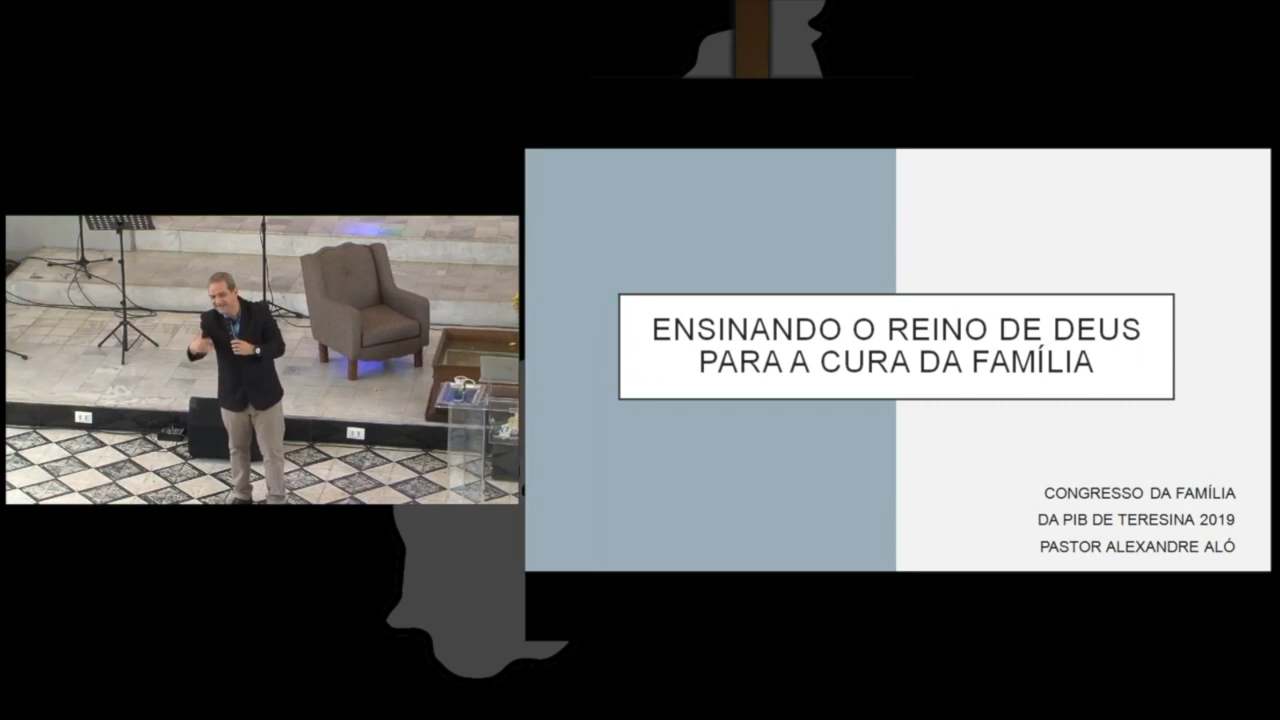 ENSINANDO O REINO DE DEUS
PARA A CURA DA FAMÍLIA
CONGRESSO DA FAMÍLIA
DA PIB DE TERESINA 2019
PASTOR ALEXANDRE ALÓ